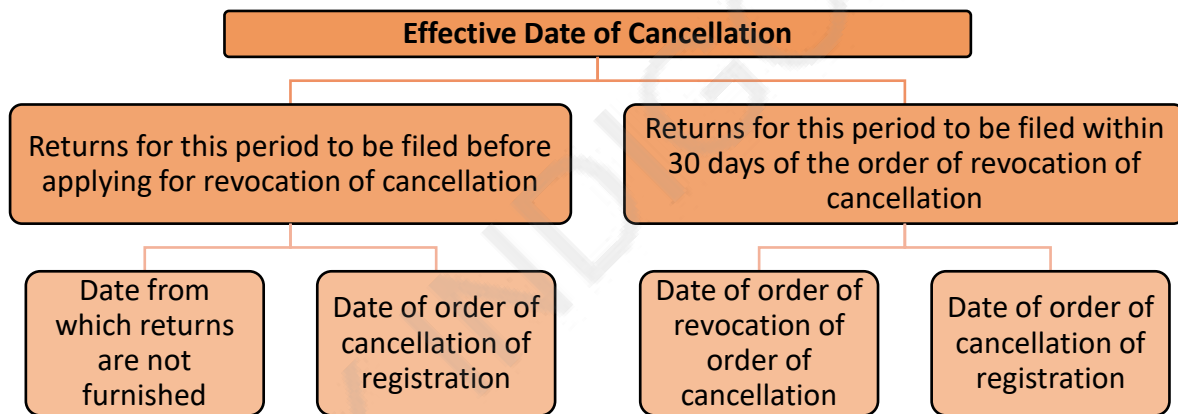 Effective Date of Cancellation
Returns for this period to be filed before
applying for revocation of cancellation
Returns for this period to be filed within
30 days of the order of revocation of
cancellation
Date from
which returns
are not
furnished
Date of order of
cancellation of
registration
Date of order of
revocation of
order of
cancellation
Date of order of
cancellation of
registration